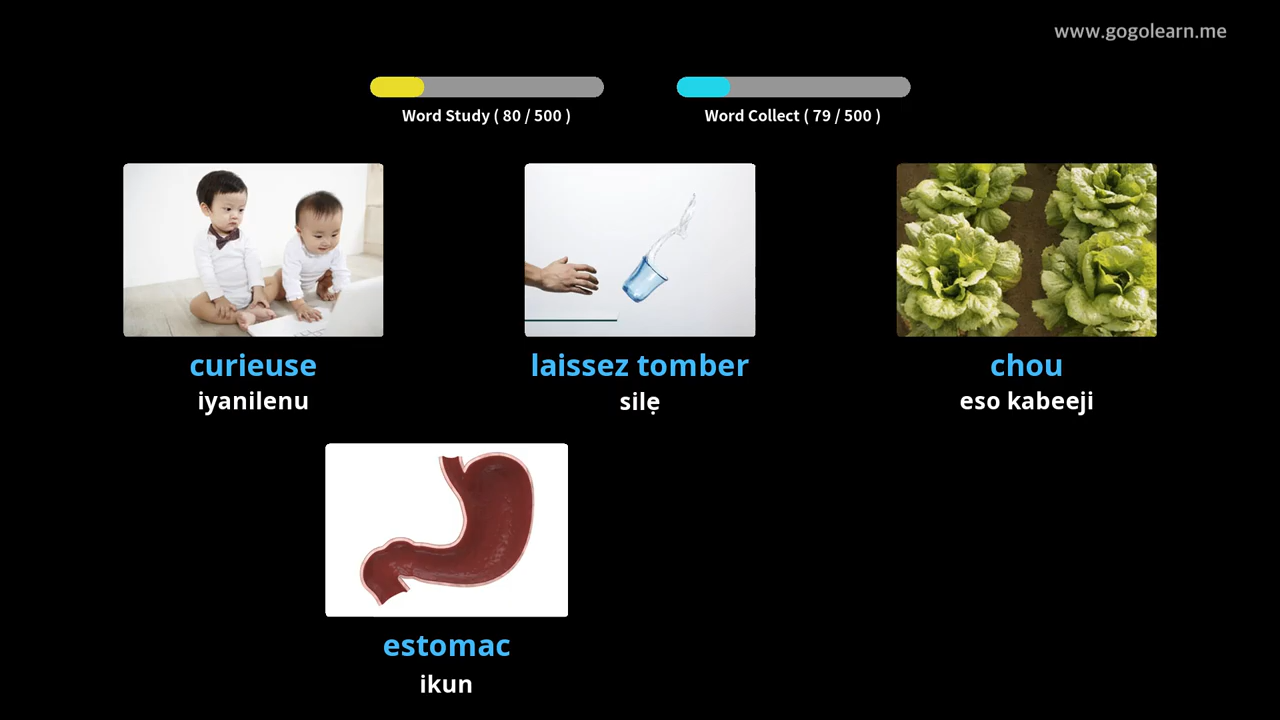 www.gogolearn.me
Word Study ( 80 / 500 )
Word Collect ( 79 / 500 )
curieuse
iyanilenu
laissez tomber
silẹ
chou
eso kabeeji
estomac
ikun